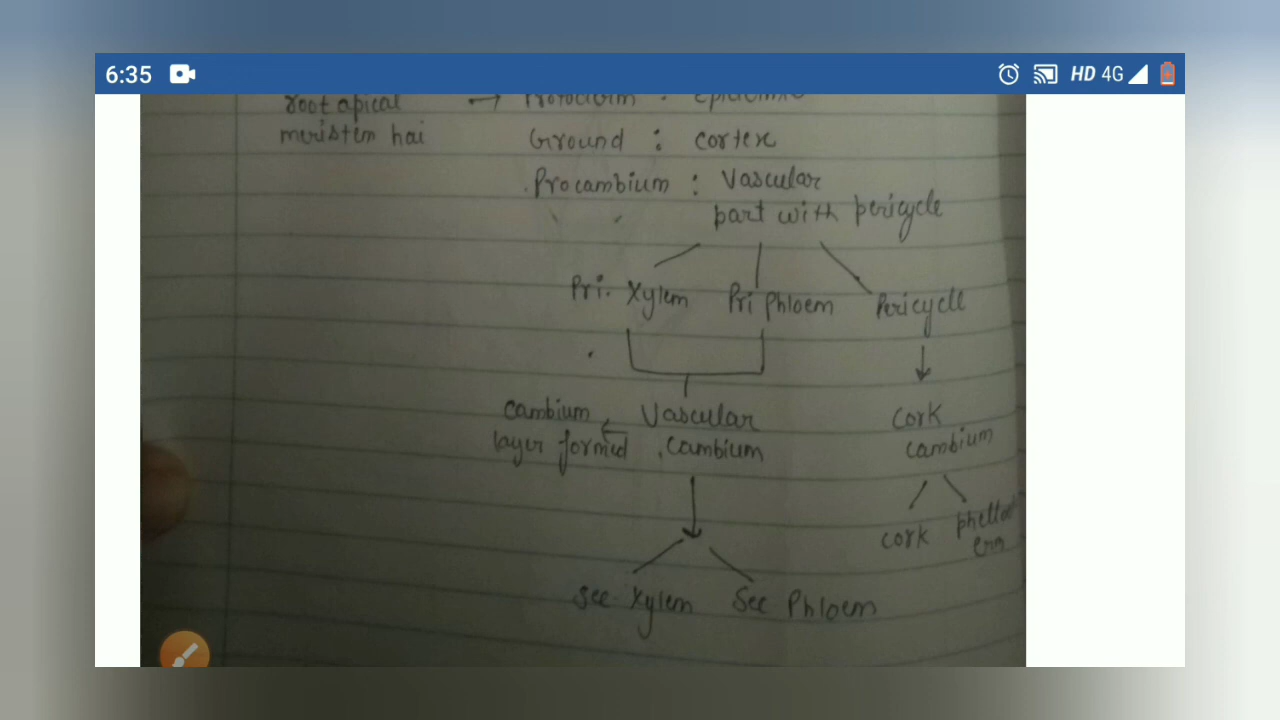 6:35 HD 4G
root apical →
meristem hai
Ground : cortex
Procambium : Vascular
part with pericycle
Pri. Xylem Pri Phloem Pericycle
cambium ← Vascular cork
layer formed cambium cambium
cork
sec. Xylem Sec Phloem